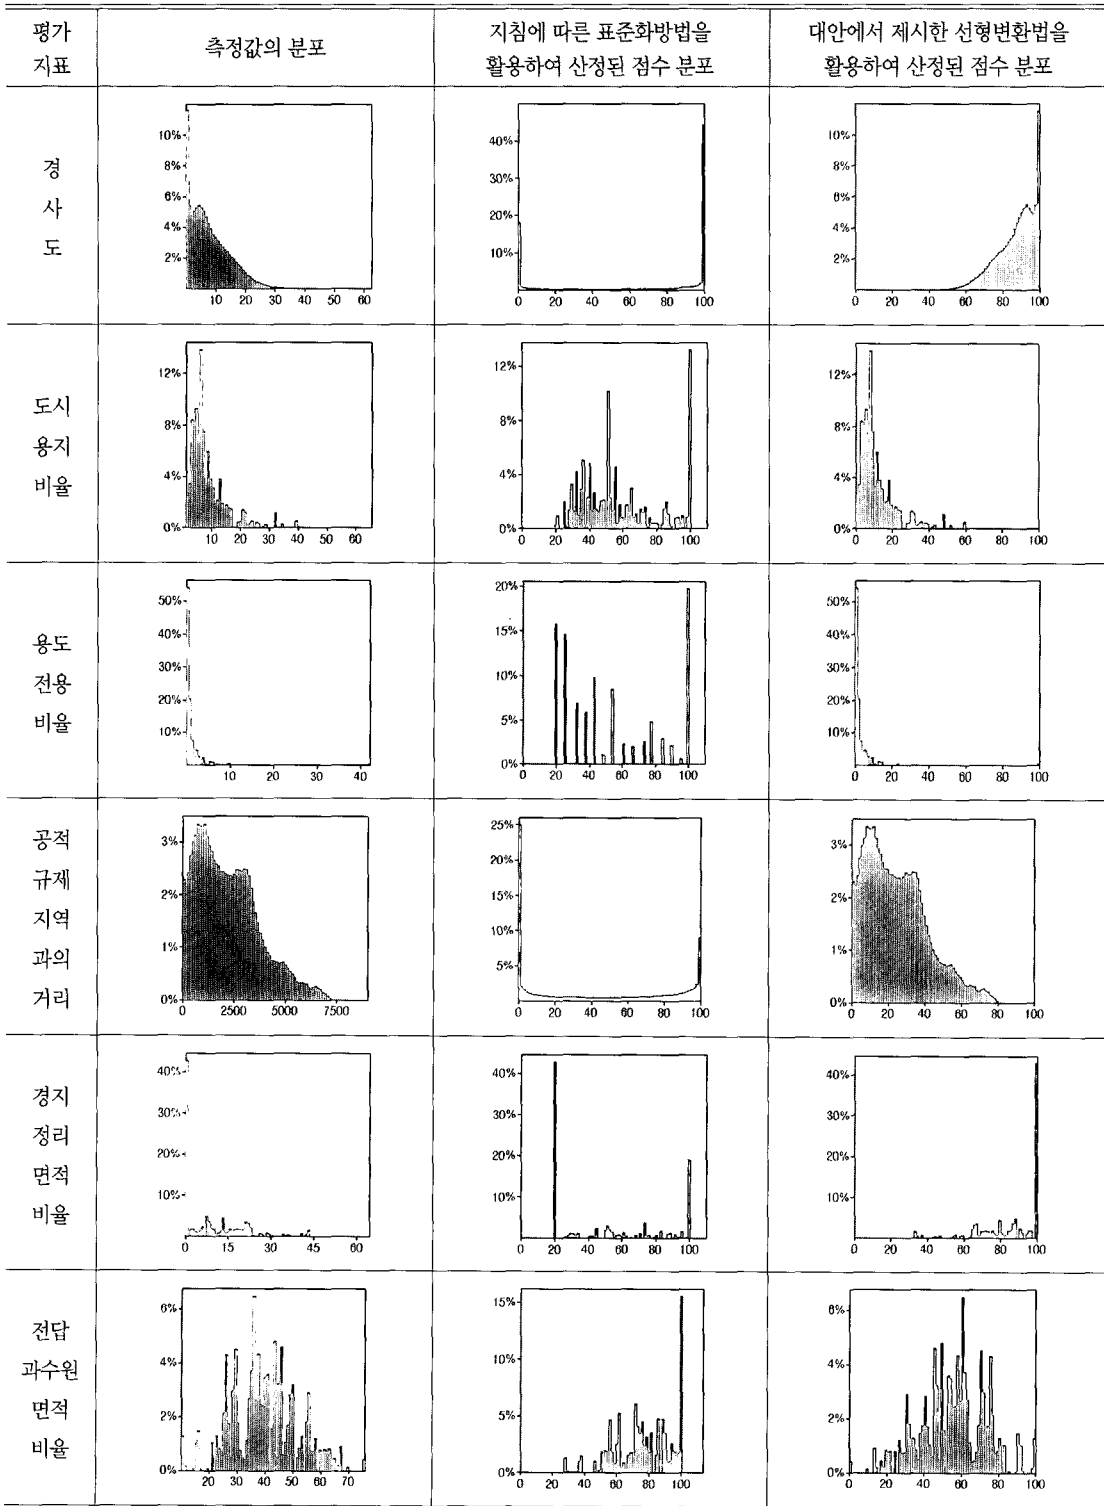 평가
지표
측정값의 분포
지침에 따른 표준화방법을
활용하여 산정된 점수 분포
대안에서 제시한 선형변환법을
활용하여 산정된 점수 분포
경
사
도
10%
8%
6%
4%
2%
10 20 30 40 50 60
40%
30%
20%
10%
0 20 40 60 80 100
10%
8%
6%
4%
2%
0 20 40 60 80 100
도시
용지
비율
12%
8%
4%
0%
10 20 30 40 50 60
12%
8%
4%
0%
0 20 40 60 80 100
12%
8%
4%
0%
0 20 40 60 80 100
용도
전용
비율
50%
40%
30%
20%
10%
0 10 20 30 40
20%
15%
10%
5%
0%
0 20 40 60 80 100
50%
40%
30%
20%
10%
0 20 40 60 80 100
공적
규제
지역
과의
거리
3%
2%
1%
0%
0 2500 5000 7500
25%
20%
15%
10%
5%
0 20 40 60 80 100
3%
2%
1%
0%
0 20 40 60 80 100
경지
정리
면적
비율
40%
30%
20%
10%
0 15 30 45 60
40%
30%
20%
10%
0%
0 20 40 60 80 100
40%
30%
20%
10%
0 20 40 60 80 100
전답
과수원
면적
비율
6%
4%
2%
0%
20 30 40 50 60 70
15%
10%
5%
0%
0 20 40 60 80 100
6%
4%
2%
0%
0 20 40 60 80 100